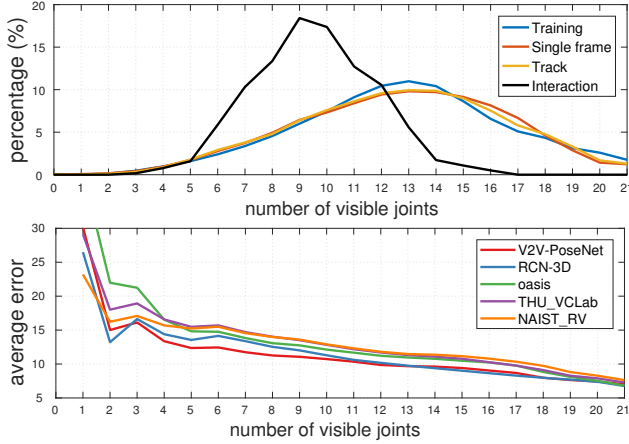 percentage (%)
20
15
10
5
0
Training
Single frame
Track
Interaction
0 1 2 3 4 5 6 7 8 9 10 11 12 13 14 15 16 17 18 19 20 21
number of visible joints
average error
30
25
20
15
10
5
V2V-PoseNet
RCN-3D
oasis
THU_VCLab
NAIST_RV
0 1 2 3 4 5 6 7 8 9 10 11 12 13 14 15 16 17 18 19 20 21
number of visible joints